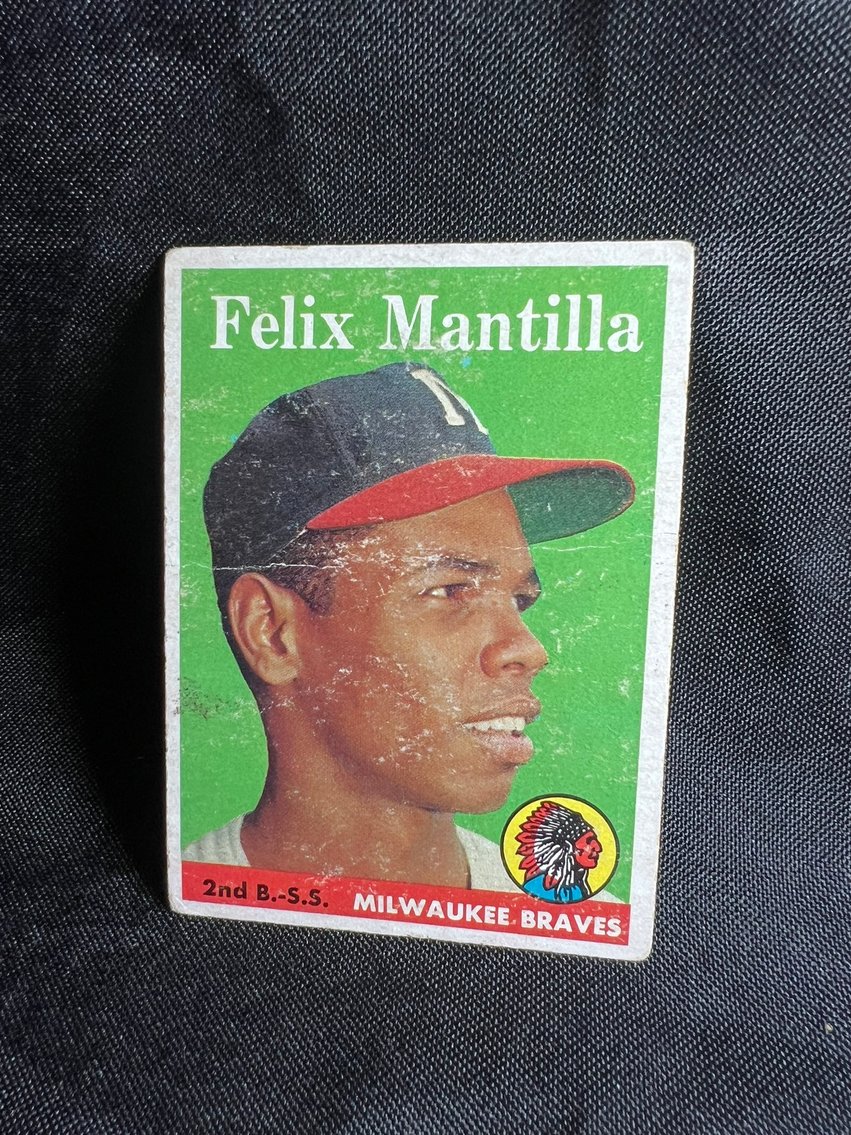 Felix Mantilla
M
2nd B.-S.S. MILWAUKEE BRAVES